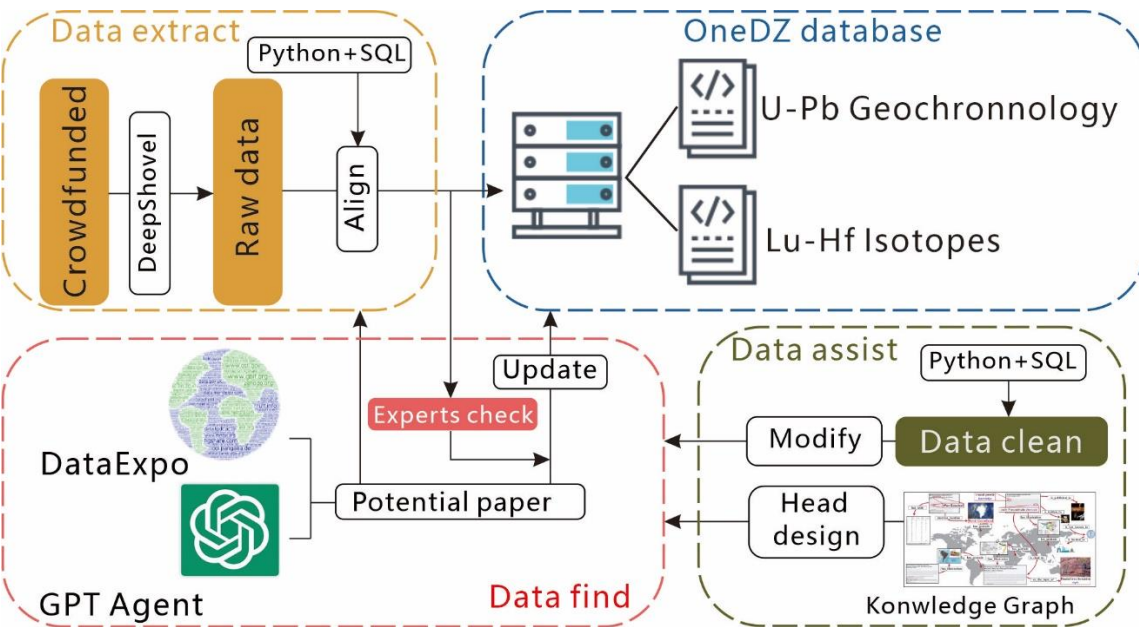 Data extract
Python+SQL
Crowdfunded
DeepShovel
Raw data
Align
OneDZ database
U-Pb Geochronnology
Lu-Hf Isotopes
DataExpo
GPT Agent
Potential paper
Experts check
Update
Data find
Data assist
Python+SQL
Modify
Data clean
Head
design
Konwledge Graph